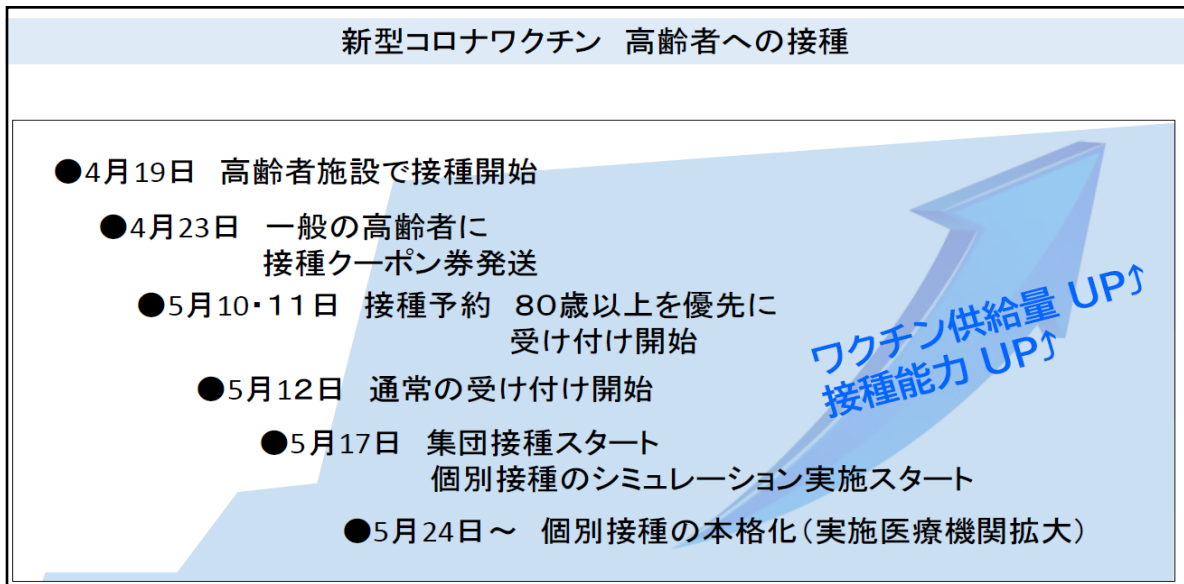 新型コロナワクチン　高齢者への接種
●4月19日　高齢者施設で接種開始
●4月23日　一般の高齢者に
接種クーポン券発送
●5月10・１１日　接種予約　８０歳以上を優先に
受け付け開始
●5月１２日　通常の受け付け開始
●5月17日　集団接種スタート
個別接種のシミュレーション実施スタート
●5月24日～　個別接種の本格化（実施医療機関拡大）
ワクチン供給量 UP⤴
接種能力 UP⤴